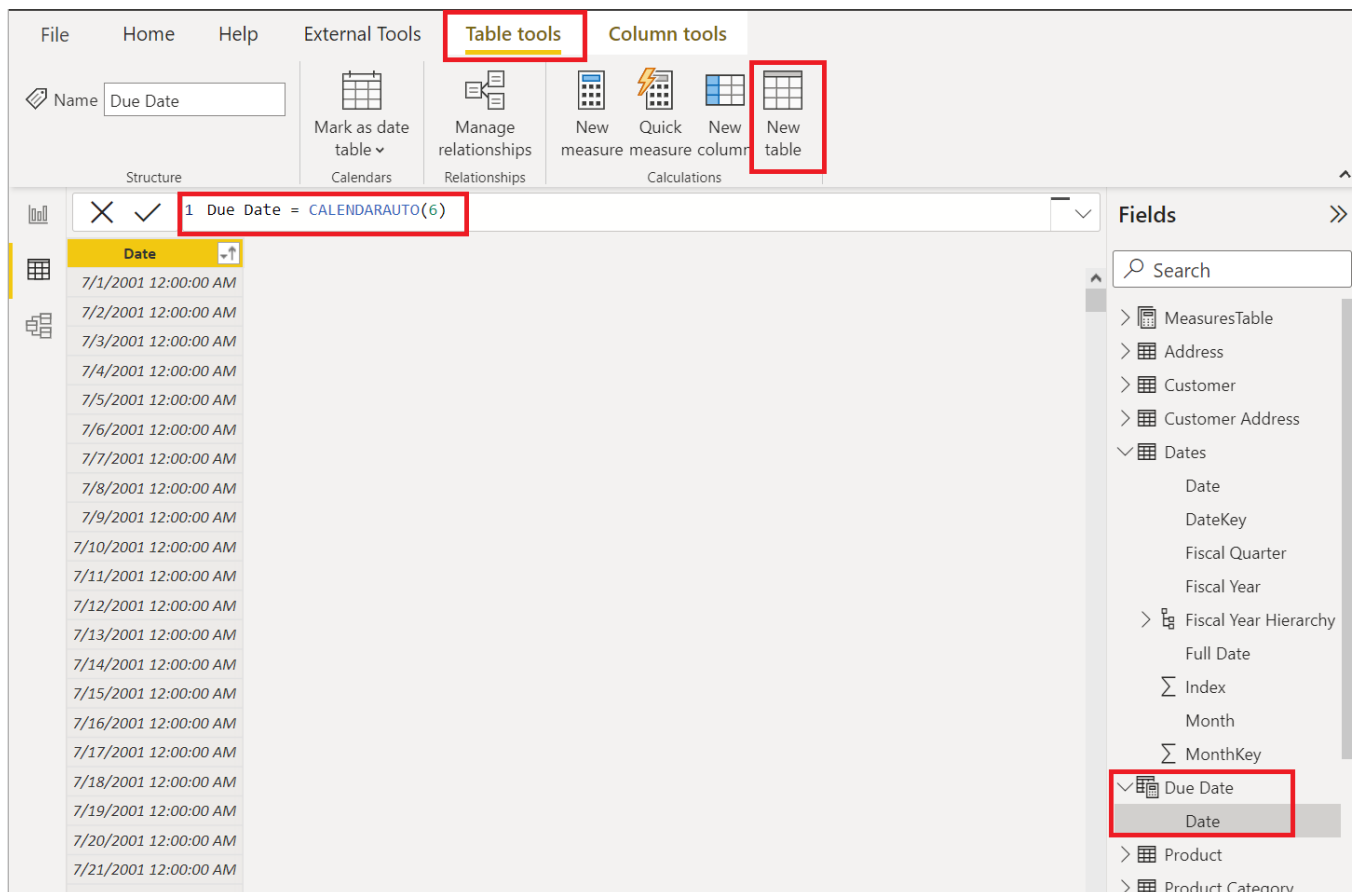 File Home Help External Tools Table tools Column tools
Name Due Date
Mark as date table
Manage relationships
New measure
Quick measure
New column
New table
Structure Calendars Relationships Calculations
1 Due Date = CALENDARAUTO(6)
Date
7/1/2001 12:00:00 AM
7/2/2001 12:00:00 AM
7/3/2001 12:00:00 AM
7/4/2001 12:00:00 AM
7/5/2001 12:00:00 AM
7/6/2001 12:00:00 AM
7/7/2001 12:00:00 AM
7/8/2001 12:00:00 AM
7/9/2001 12:00:00 AM
7/10/2001 12:00:00 AM
7/11/2001 12:00:00 AM
7/12/2001 12:00:00 AM
7/13/2001 12:00:00 AM
7/14/2001 12:00:00 AM
7/15/2001 12:00:00 AM
7/16/2001 12:00:00 AM
7/17/2001 12:00:00 AM
7/18/2001 12:00:00 AM
7/19/2001 12:00:00 AM
7/20/2001 12:00:00 AM
7/21/2001 12:00:00 AM
Fields
Search
MeasuresTable
Address
Customer
Customer Address
Dates
Date
DateKey
Fiscal Quarter
Fiscal Year
Fiscal Year Hierarchy
Full Date
Index
Month
MonthKey
Due Date
Date
Product
Product Category